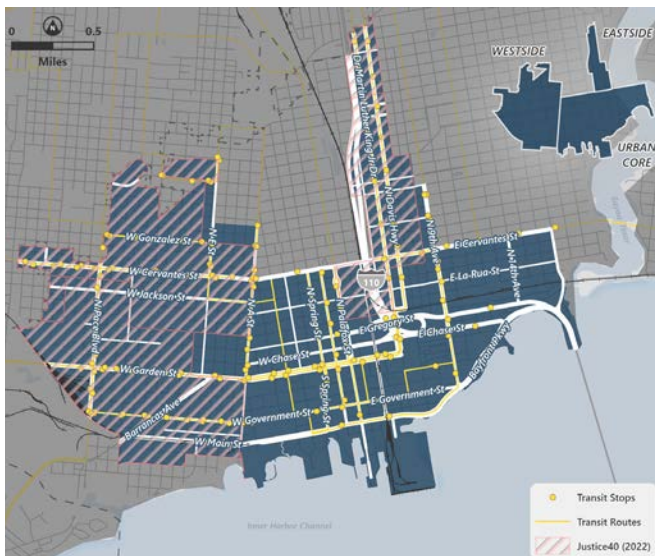 N
0 0.5
Miles
EASTSIDE
WESTSIDE
URBAN
CORE
Dr Martin Luther King Jr Dr
N Davis Hwy
N 9th Ave
N E St
W Gonzalez St
E Cervantes St
W Cervantes St
N 14th Ave
E La Rua St
W Jackson St
110
N A St
N Spring St
N Palafox St
N Pace Blvd
E Gregory St
E Chase St
W Chase St
Bayfront Pkwy
W Garden St
S Spring St
E Government St
Barrancas Ave
W Government St
W Main St
Inner Harbor Channel
Transit Stops
Transit Routes
Justice40 (2022)